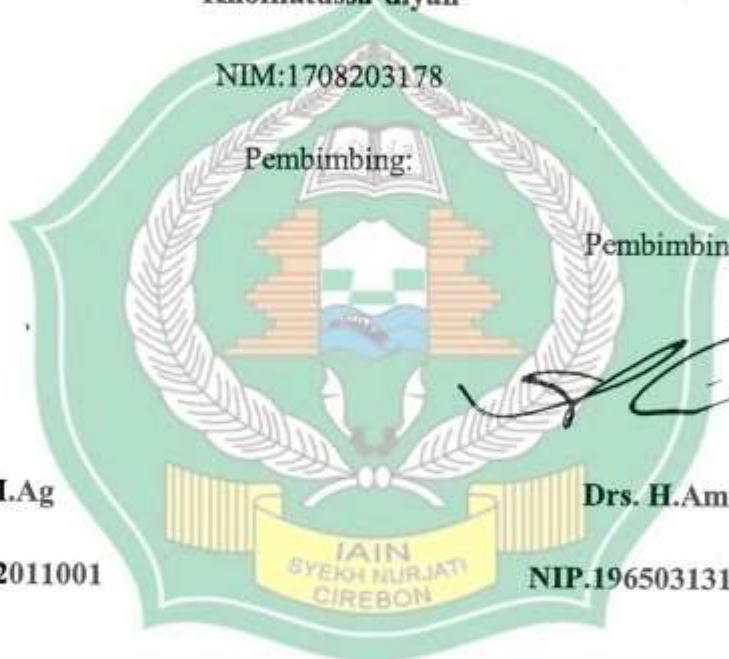 NIM:1708203178
Pembimbing:
Pembimbin
I.Ag
Drs. H.Am
2011001
NIP.196503131
IAIN
SYEKH NURJATI
CIREBON